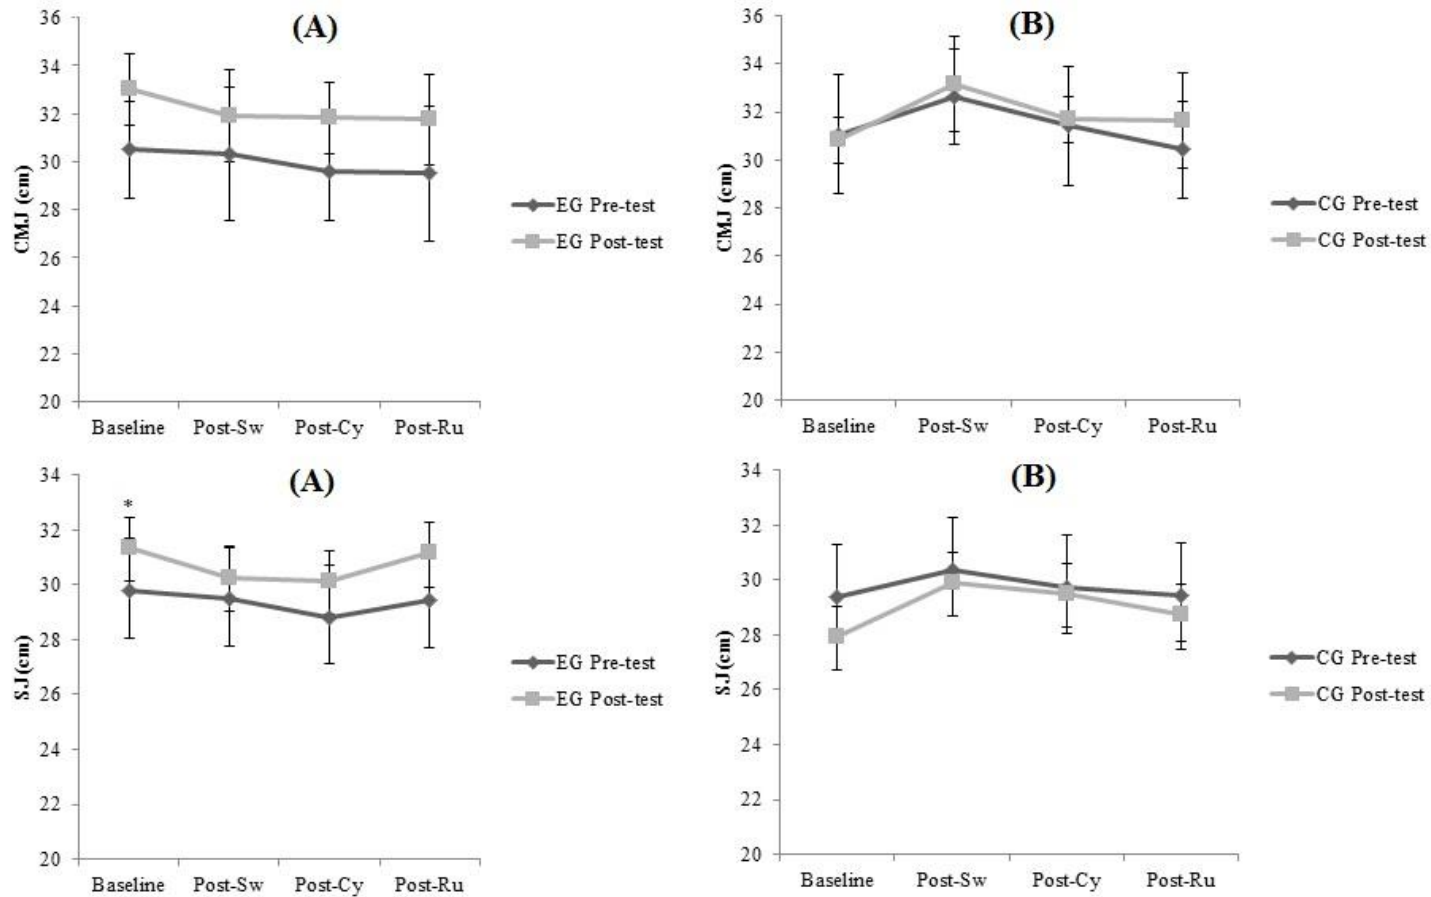 (A)
36
34
32
30
28
26
24
22
20
CMJ (cm)
Baseline Post-Sw Post-Cy Post-Ru
EG Pre-test
EG Post-test
(B)
36
34
32
30
28
26
24
22
20
CMJ (cm)
Baseline Post-Sw Post-Cy Post-Ru
CG Pre-test
CG Post-test
(A)
34
*
32
30
28
26
24
22
20
SJ(cm)
Baseline Post-Sw Post-Cy Post-Ru
EG Pre-test
EG Post-test
(B)
34
32
30
28
26
24
22
20
SJ(cm)
Baseline Post-Sw Post-Cy Post-Ru
CG Pre-test
CG Post-test